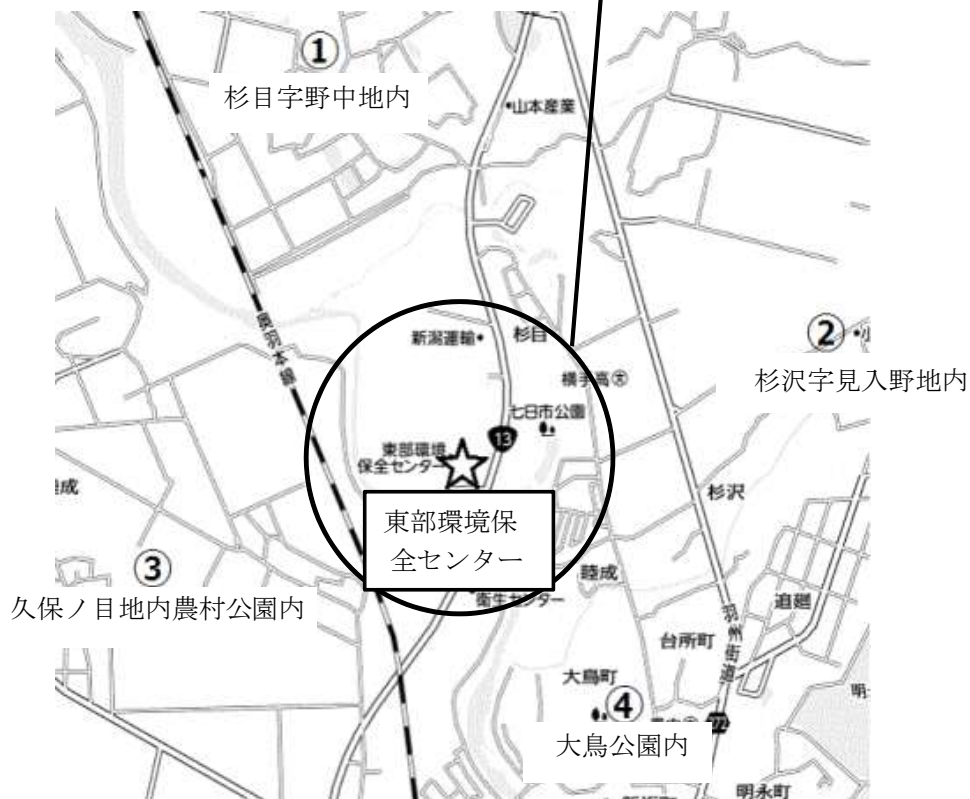 ①
杉目字野中地内
•山本産業
奥羽本線
新潟運輸•
杉目
②
杉沢字見入野地内
横手高
七日市公園
13
東部環境
保全センター
東部環境保
全センター
杉沢
③
久保ノ目地内農村公園内
睦成
衛生センター
追廻
台所町
羽州街道
大鳥町
④
大鳥公園内
明永町